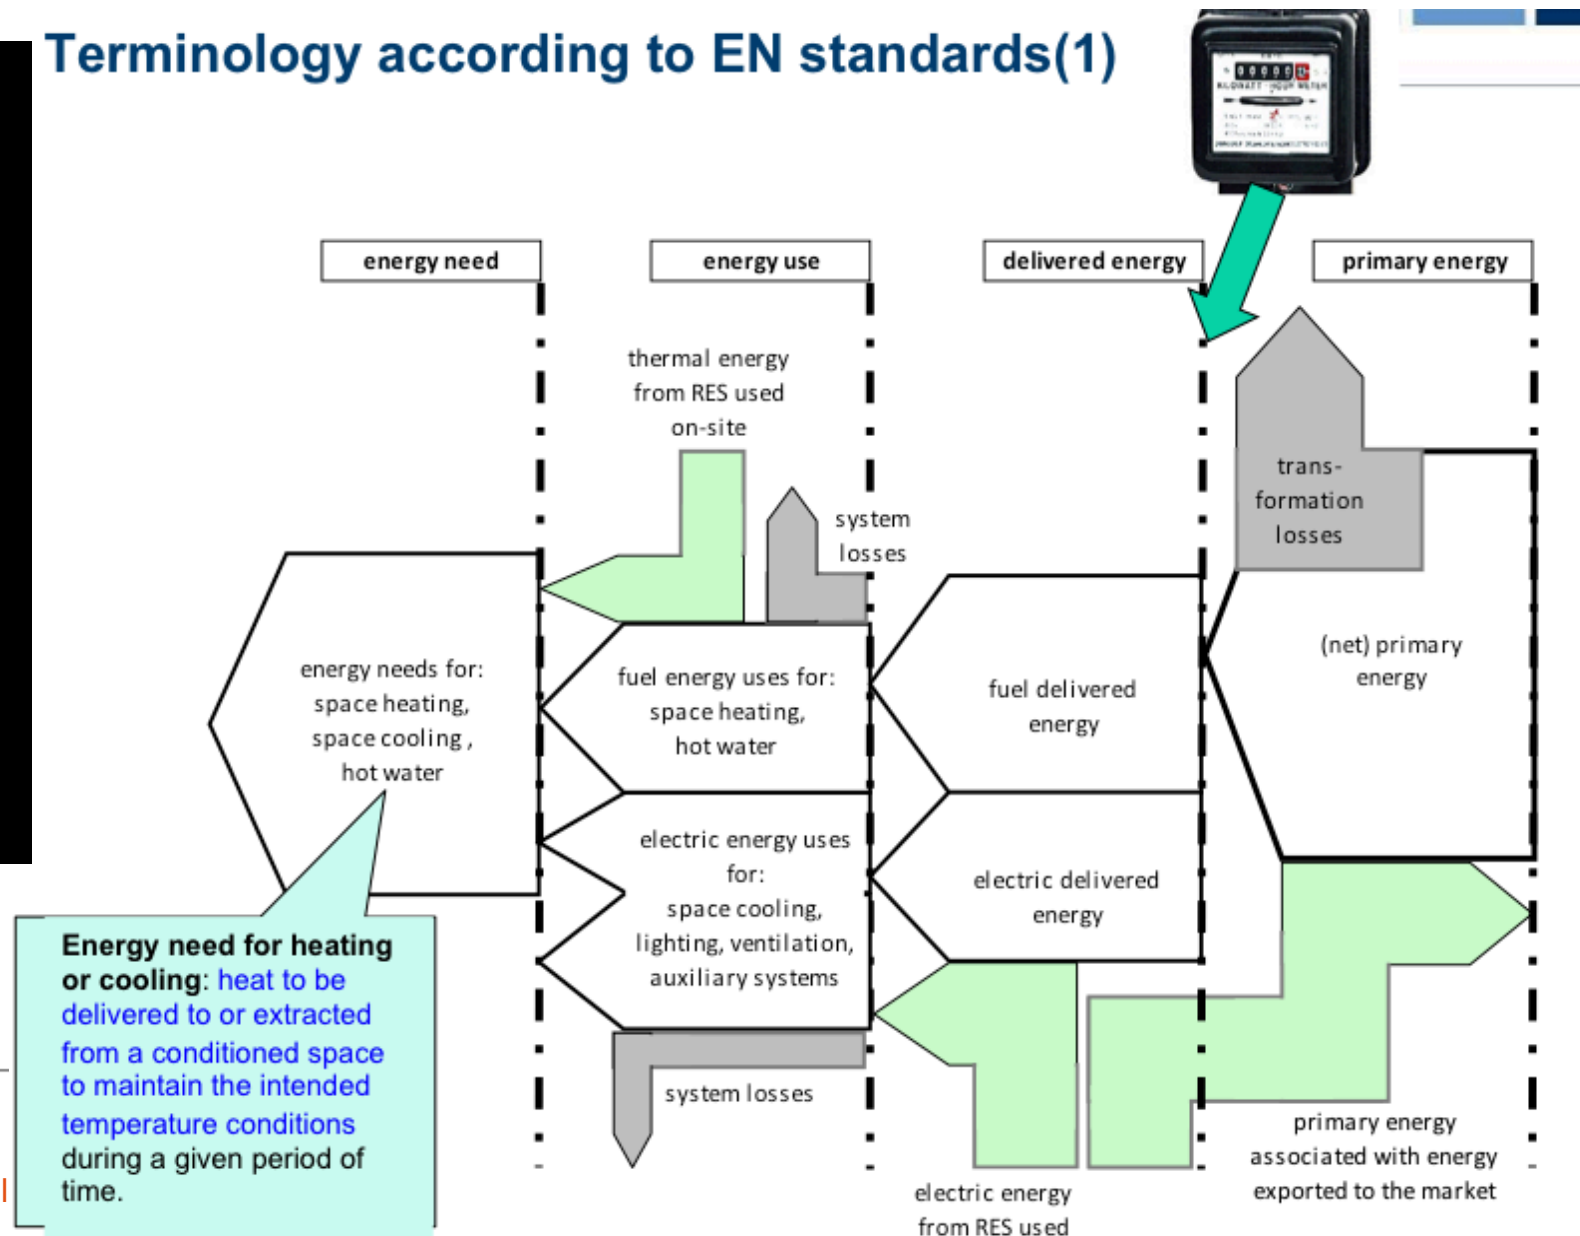 Terminology according to EN standards(1)
KILOWATT-HOUR METER
energy need
energy use
delivered energy
primary energy
thermal energy
from RES used
on-site
system
losses
trans-
formation
losses
energy needs for:
space heating,
space cooling ,
hot water
fuel energy uses for:
space heating,
hot water
fuel delivered
energy
(net) primary
energy
electric energy uses
for:
space cooling,
lighting, ventilation,
auxiliary systems
electric delivered
energy
system losses
Energy need for heating
or cooling: heat to be
delivered to or extracted
from a conditioned space
to maintain the intended
temperature conditions
during a given period of
time.
primary energy
associated with energy
exported to the market
electric energy
from RES used